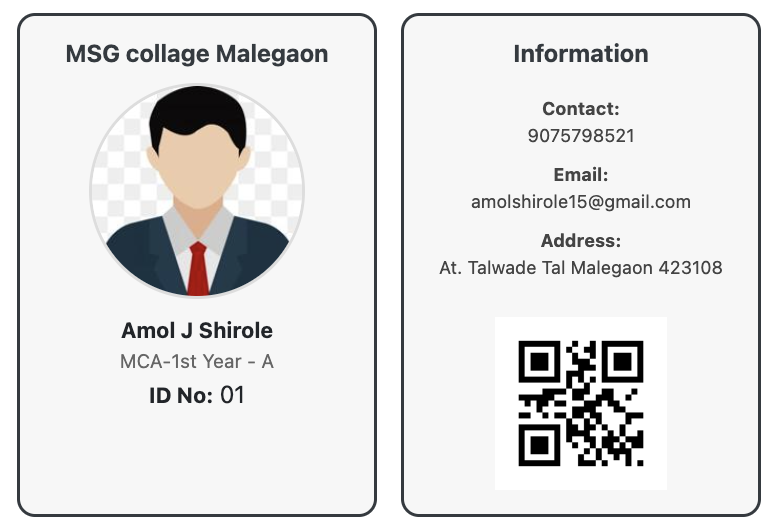 MSG collage Malegaon
Amol J Shirole
MCA-1st Year - A
ID No: 01
Information
Contact:
9075798521
Email:
amolshirole15@gmail.com
Address:
At. Talwade Tal Malegaon 423108